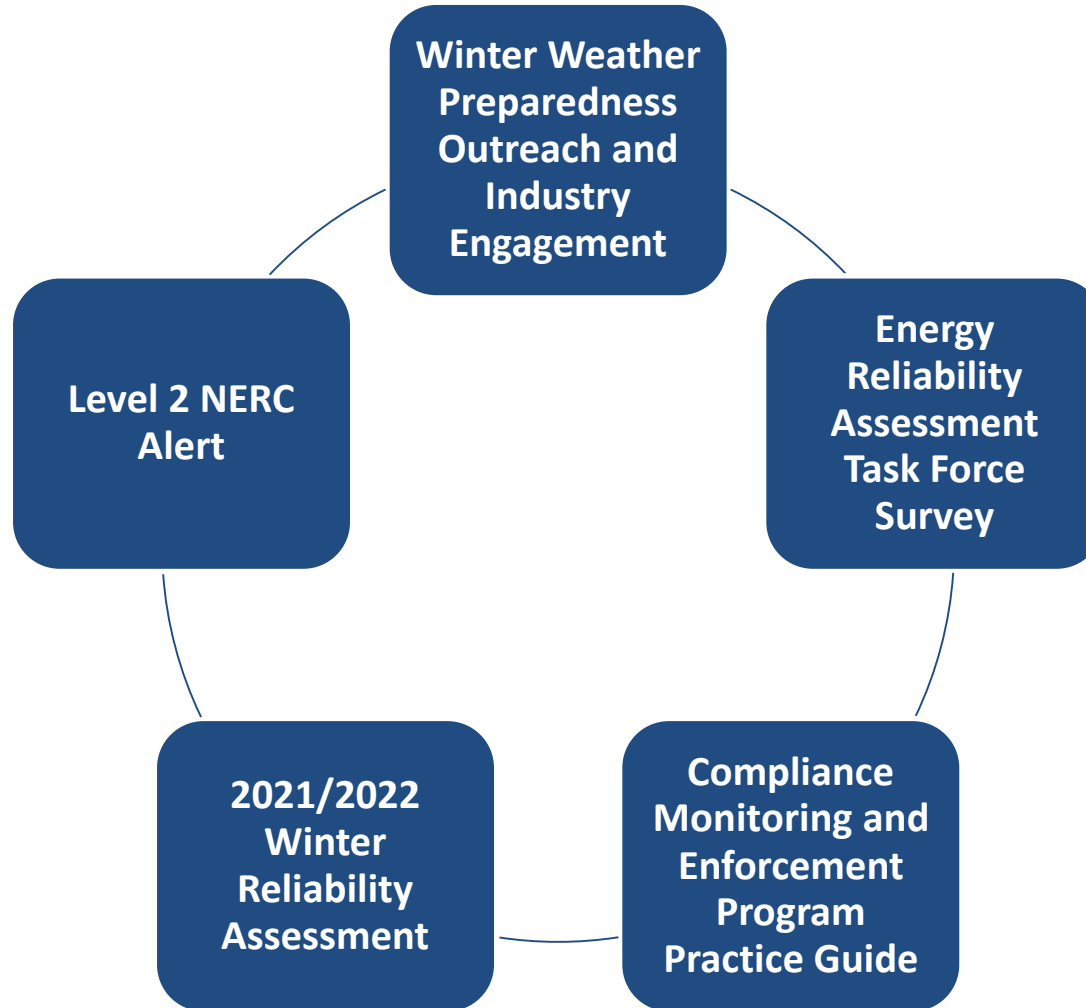 Winter Weather
Preparedness
Outreach and
Industry
Engagement
Energy
Reliability
Assessment
Task Force
Survey
Compliance
Monitoring and
Enforcement
Program
Practice Guide
2021/2022
Winter
Reliability
Assessment
Level 2 NERC
Alert